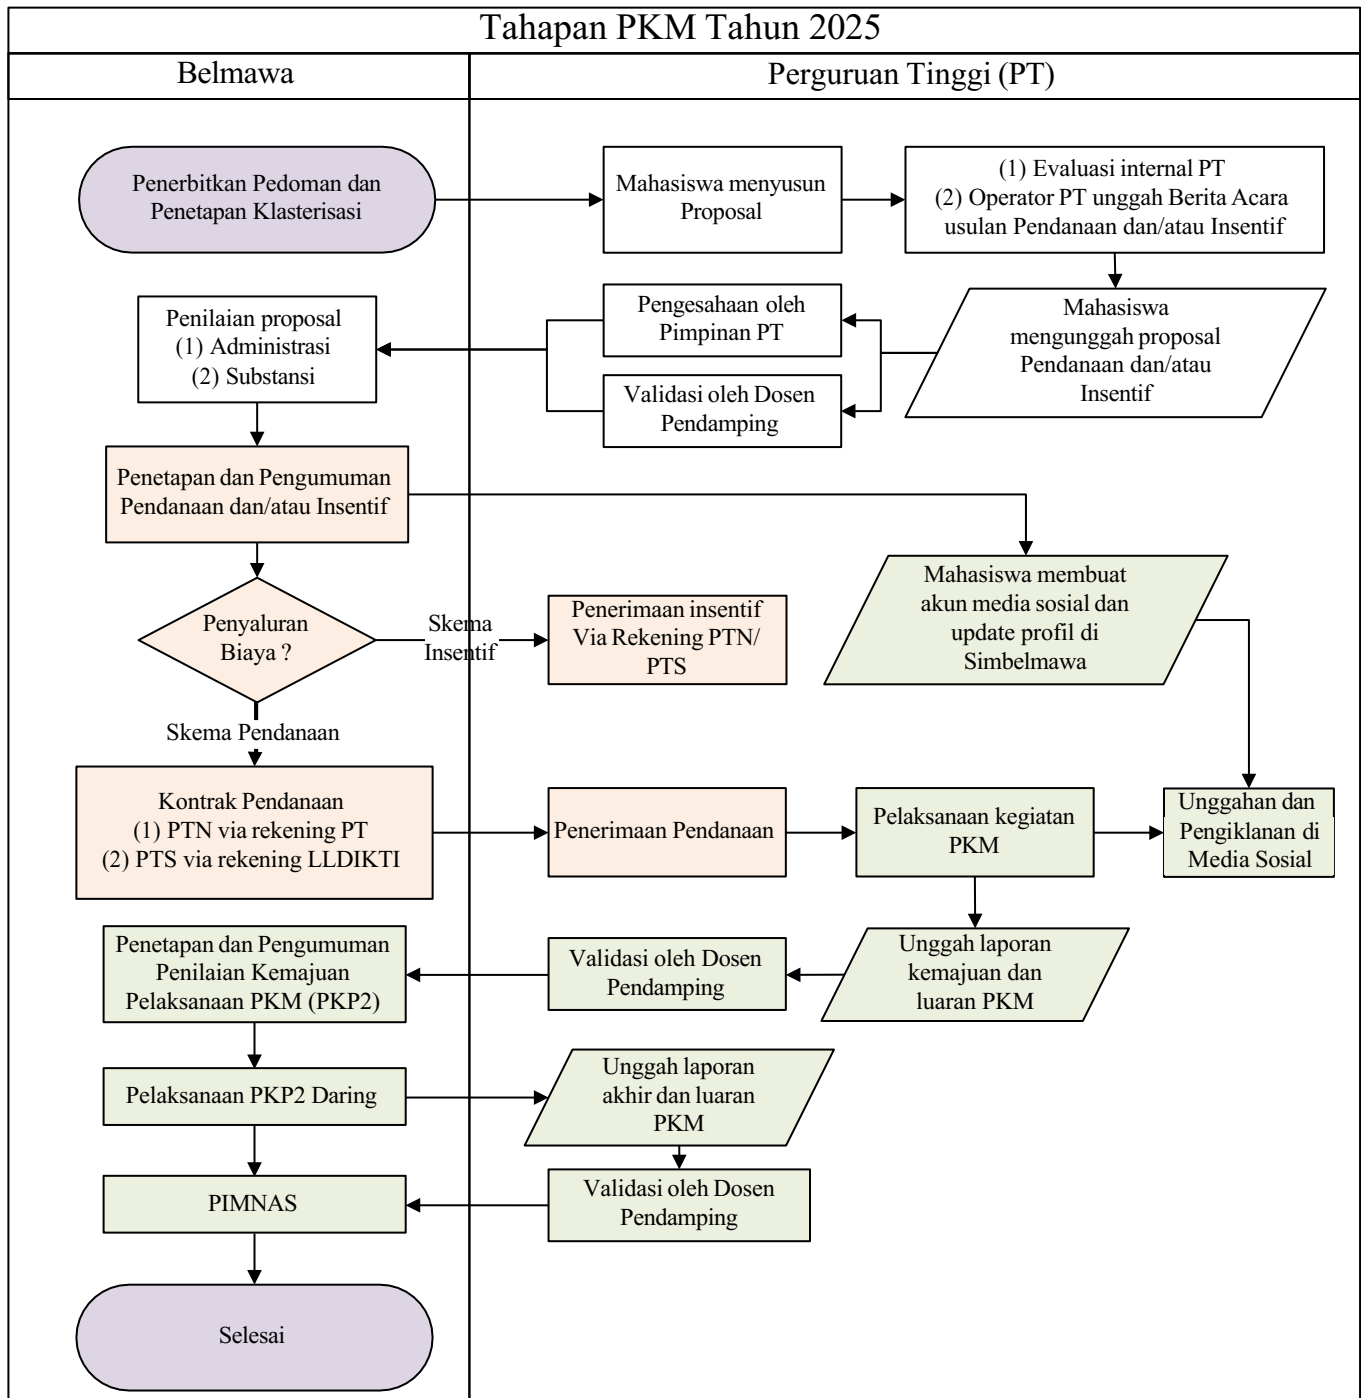 Tahapan PKM Tahun 2025
Belmawa
Perguruan Tinggi (PT)
Penerbitkan Pedoman dan
Penetapan Klasterisasi
Mahasiswa menyusun
Proposal
(1) Evaluasi internal PT
(2) Operator PT unggah Berita Acara
usulan Pendanaan dan/atau Insentif
Mahasiswa
mengunggah proposal
Pendanaan dan/atau
Insentif
Pengesahaan oleh
Pimpinan PT
Validasi oleh Dosen
Pendamping
Penilaian proposal
(1) Administrasi
(2) Substansi
Penetapan dan Pengumuman
Pendanaan dan/atau Insentif
Mahasiswa membuat
akun media sosial dan
update profil di
Simbelmawa
Penyaluran
Biaya ?
Skema
Insentif
Penerimaan insentif
Via Rekening PTN/
PTS
Skema Pendanaan
Kontrak Pendanaan
(1) PTN via rekening PT
(2) PTS via rekening LLDIKTI
Penerimaan Pendanaan
Pelaksanaan kegiatan
PKM
Unggahan dan
Pengiklanan di
Media Sosial
Unggah laporan
kemajuan dan
luaran PKM
Validasi oleh Dosen
Pendamping
Penetapan dan Pengumuman
Penilaian Kemajuan
Pelaksanaan PKM (PKP2)
Pelaksanaan PKP2 Daring
Unggah laporan
akhir dan luaran
PKM
Validasi oleh Dosen
Pendamping
PIMNAS
Selesai